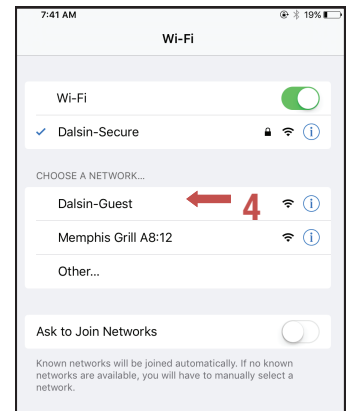 7:41 AM 19%
Wi-Fi
Wi-Fi
Dalsin-Secure
CHOOSE A NETWORK...
Dalsin-Guest 4
Memphis Grill A8:12
Other...
Ask to Join Networks
Known networks will be joined automatically. If no known
networks are available, you will have to manually select a
network.